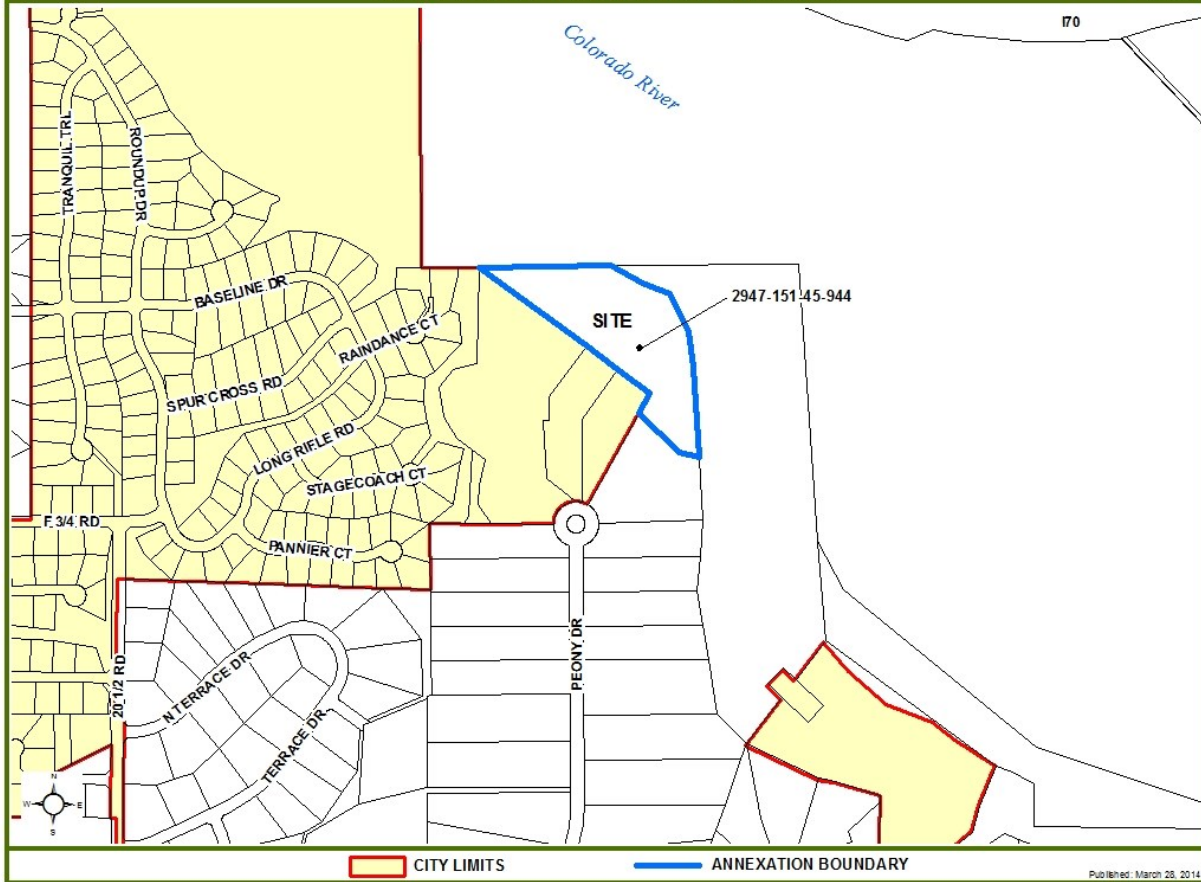 I70
Colorado River
TRANQUIL TRL
ROUNDUP DR
BASELINE DR
2947-151-45-944
SITE
RAINDANCE CT
SPUR CROSS RD
LONG RIFLE RD
STAGECOACH CT
F 3/4 RD
PANNIER CT
PEONY DR
20 1/2 RD
N TERRACE DR
TERRACE DR
N
W
E
S
CITY LIMITS
ANNEXATION BOUNDARY
Published: March 28, 2014